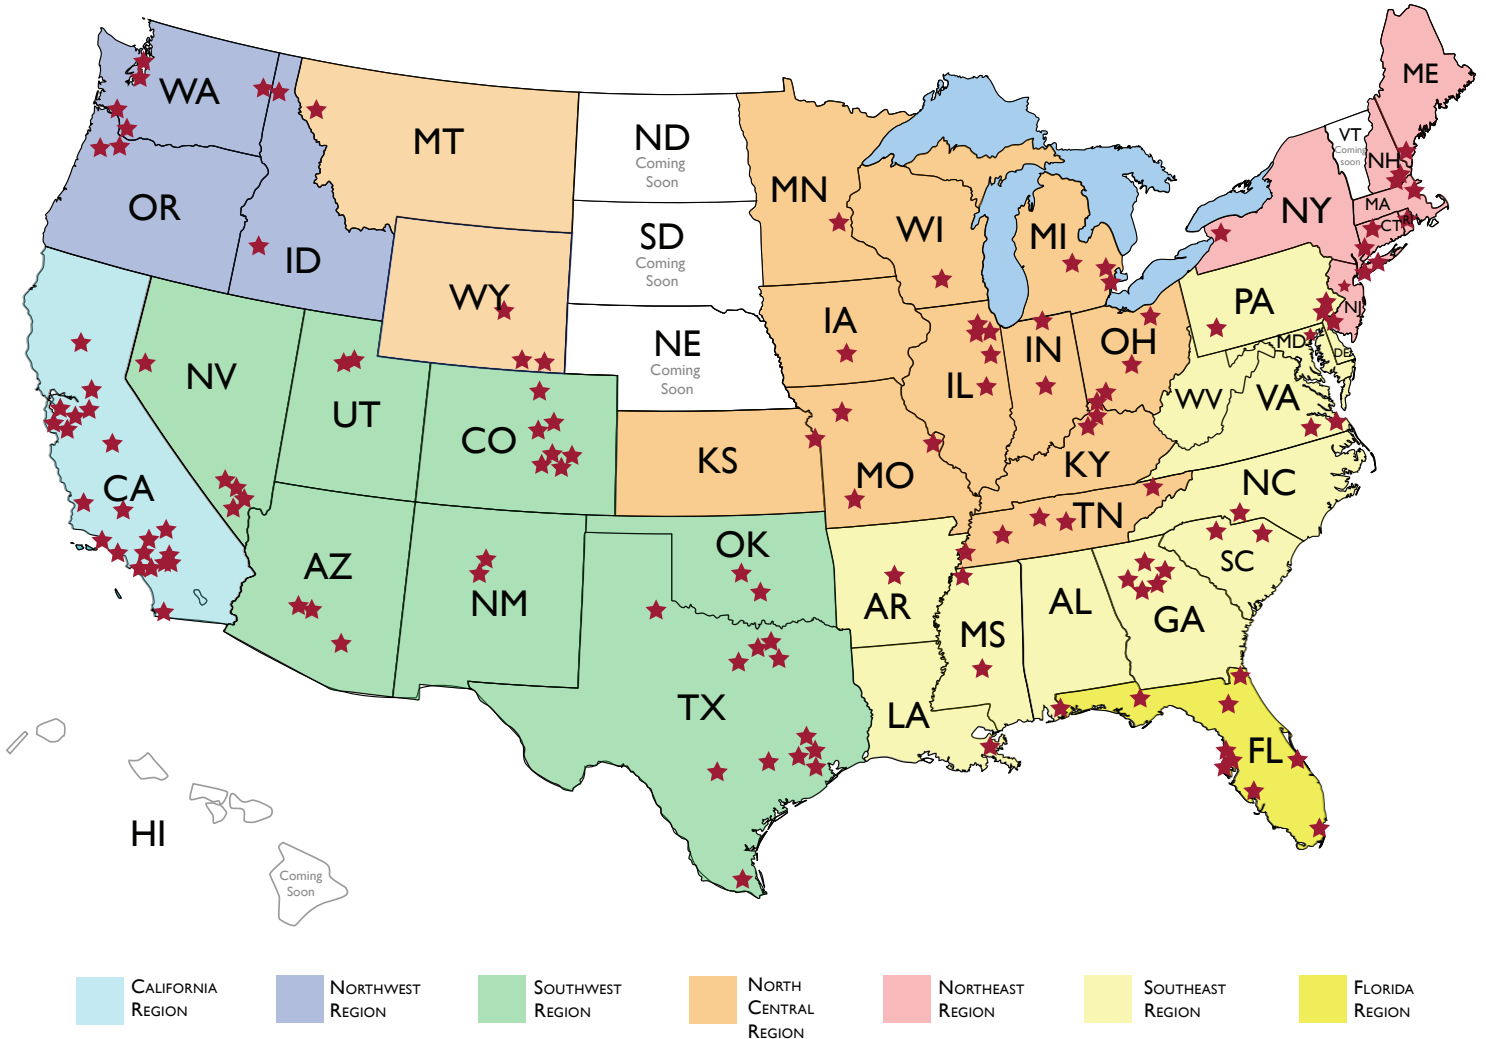 WA
OR
ID
MT
WY
ND
Coming
Soon
SD
Coming
Soon
NE
Coming
Soon
MN
WI
MI
IA
IL
IN
OH
KS
MO
KY
TN
ME
VT
Coming
soon
NH
NY
MA
CT
RI
PA
NJ
MD
DE
WV
VA
NC
SC
GA
AL
MS
AR
LA
FL
CA
NV
UT
CO
AZ
NM
OK
TX
HI
Coming
Soon
CALIFORNIA
REGION
NORTHWEST
REGION
SOUTHWEST
REGION
NORTH
CENTRAL
REGION
NORTHEAST
REGION
SOUTHEAST
REGION
FLORIDA
REGION